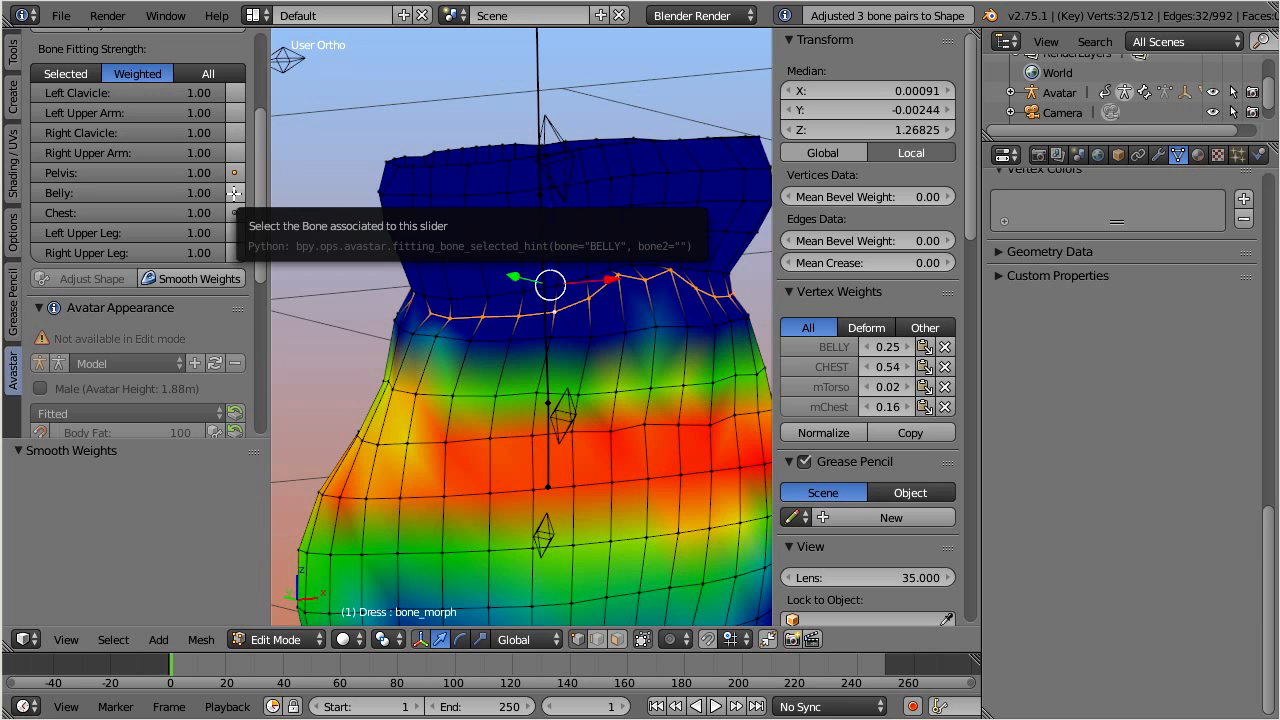 File Render Window Help Default Scene Blender Render Adjusted 3 bone pairs to Shape v2.75.1 | (Key) Verts:32/512 | Edges:32/992 | Faces:
Tools
Create
Shading / UVs
Options
Grease Pencil
Avastar
Bone Fitting Strength:
Selected Weighted All
Left Clavicle: 1.00
Left Upper Arm: 1.00
Right Clavicle: 1.00
Right Upper Arm: 1.00
Pelvis: 1.00
Belly: 1.00
Chest: 1.00
Left Upper Leg: 1.00
Right Upper Leg: 1.00
Adjust Shape Smooth Weights
Avatar Appearance
Not available in Edit mode
Model
Male (Avatar Height: 1.88m)
Fitted
Body Fat: 100
Smooth Weights
User Ortho
Select the Bone associated to this slider
Python: bpy.ops.avastar.fitting_bone_selected_hint(bone="BELLY", bone2="")
z
x
(1) Dress : bone_morph
Transform
Median:
X: 0.00091
Y: -0.00244
Z: 1.26825
Global Local
Vertices Data:
Mean Bevel Weight: 0.00
Edges Data:
Mean Bevel Weight: 0.00
Mean Crease: 0.00
Vertex Weights
All Deform Other
BELLY 0.25
CHEST 0.54
mTorso 0.02
mChest 0.16
Normalize Copy
Grease Pencil
Scene Object
New
View
Lens: 35.000
Lock to Object:
View Search All Scenes
RenderLayers
World
Avatar
Camera
Vertex Colors
Geometry Data
Custom Properties
View Select Add Mesh Edit Mode Global
-40 -20 0 20 40 60 80 100 120 140 160 180 200 220 240 260
View Marker Frame Playback Start: 1 End: 250 1 No Sync